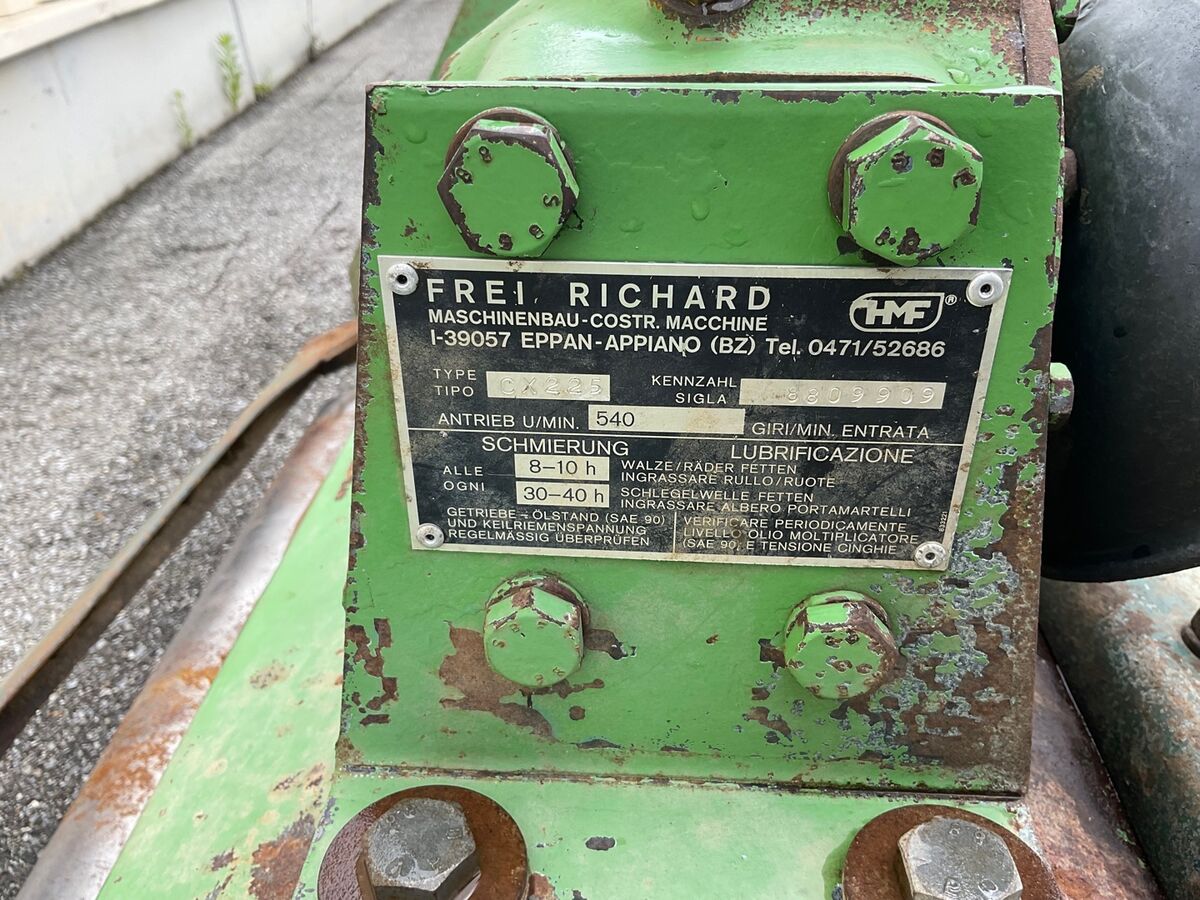 FREI RICHARD
HMF®
MASCHINENBAU-COSTR. MACCHINE
I-39057 EPPAN-APPIANO (BZ) Tel. 0471/52686
TYPE
TIPO
CX225
KENNZAHL
SIGLA
8809909
ANTRIEB U/MIN. 540 GIRI/MIN. ENTRATA
SCHMIERUNG LUBRIFICAZIONE
ALLE
OGNI
8-10 h
WALZE/RÄDER FETTEN
INGRASSARE RULLO/RUOTE
30-40 h
SCHLEGELWELLE FETTEN
INGRASSARE ALBERO PORTAMARTELLI
GETRIEBE-ÖLSTAND (SAE 90)
UND KEILRIEMENSPANNUNG
REGELMÄSSIG ÜBERPRÜFEN
VERIFICARE PERIODICAMENTE
LIVELLO OLIO MOLTIPLICATORE
(SAE 90) E TENSIONE CINGHIE